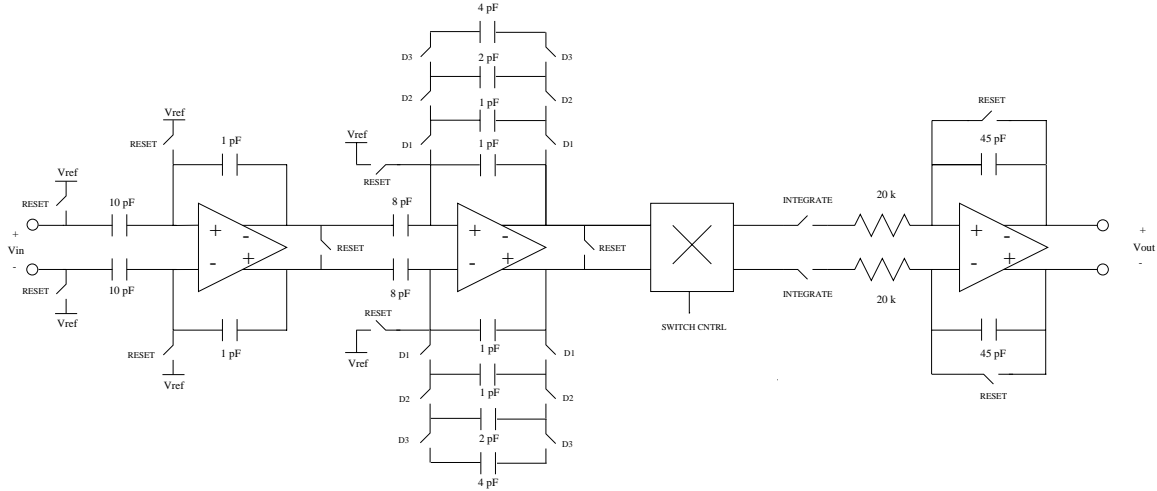 4 pF
D3
D3
2 pF
D2
D2
1 pF
RESET
Vref
Vref
D1
D1
RESET
1 pF
1 pF
45 pF
Vref
RESET
RESET
10 pF
8 pF
INTEGRATE
20 k
+
Vin
-
+
-
-
+
RESET
+
-
-
+
RESET
+
-
-
+
+
Vout
-
RESET
10 pF
8 pF
INTEGRATE
20 k
Vref
RESET
SWITCH CNTRL
RESET
1 pF
Vref
1 pF
D1
D1
45 pF
Vref
1 pF
D2
D2
RESET
2 pF
D3
D3
4 pF